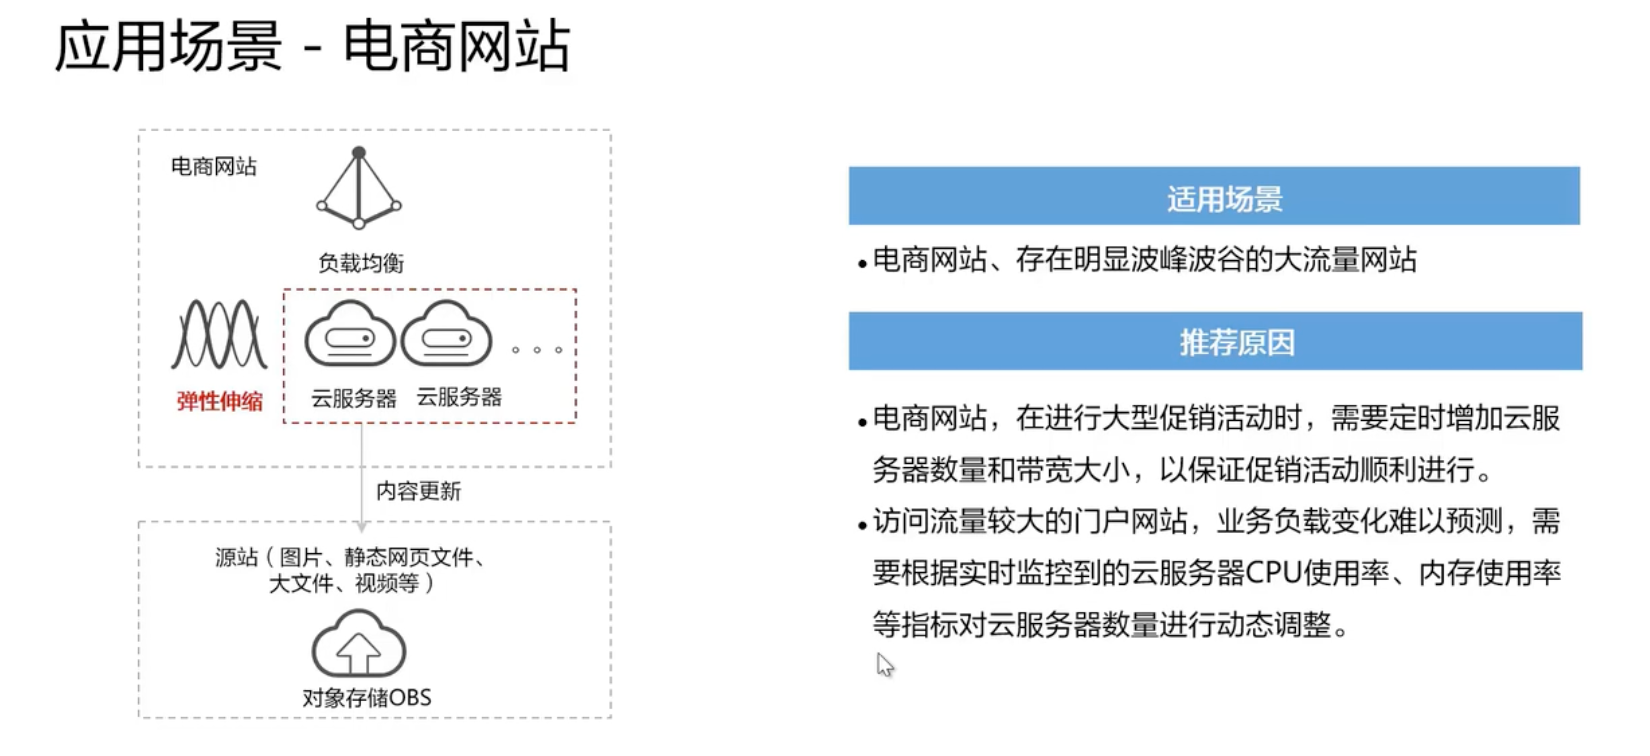 应用场景 - 电商网站
电商网站
负载均衡
弹性伸缩
云服务器 云服务器
内容更新
源站（图片、静态网页文件、
大文件、视频等）
对象存储OBS
适用场景
•电商网站、存在明显波峰波谷的大流量网站
推荐原因
•电商网站，在进行大型促销活动时，需要定时增加云服
务器数量和带宽大小，以保证促销活动顺利进行。
•访问流量较大的门户网站，业务负载变化难以预测，需
要根据实时监控到的云服务器CPU使用率、内存使用率
等指标对云服务器数量进行动态调整。